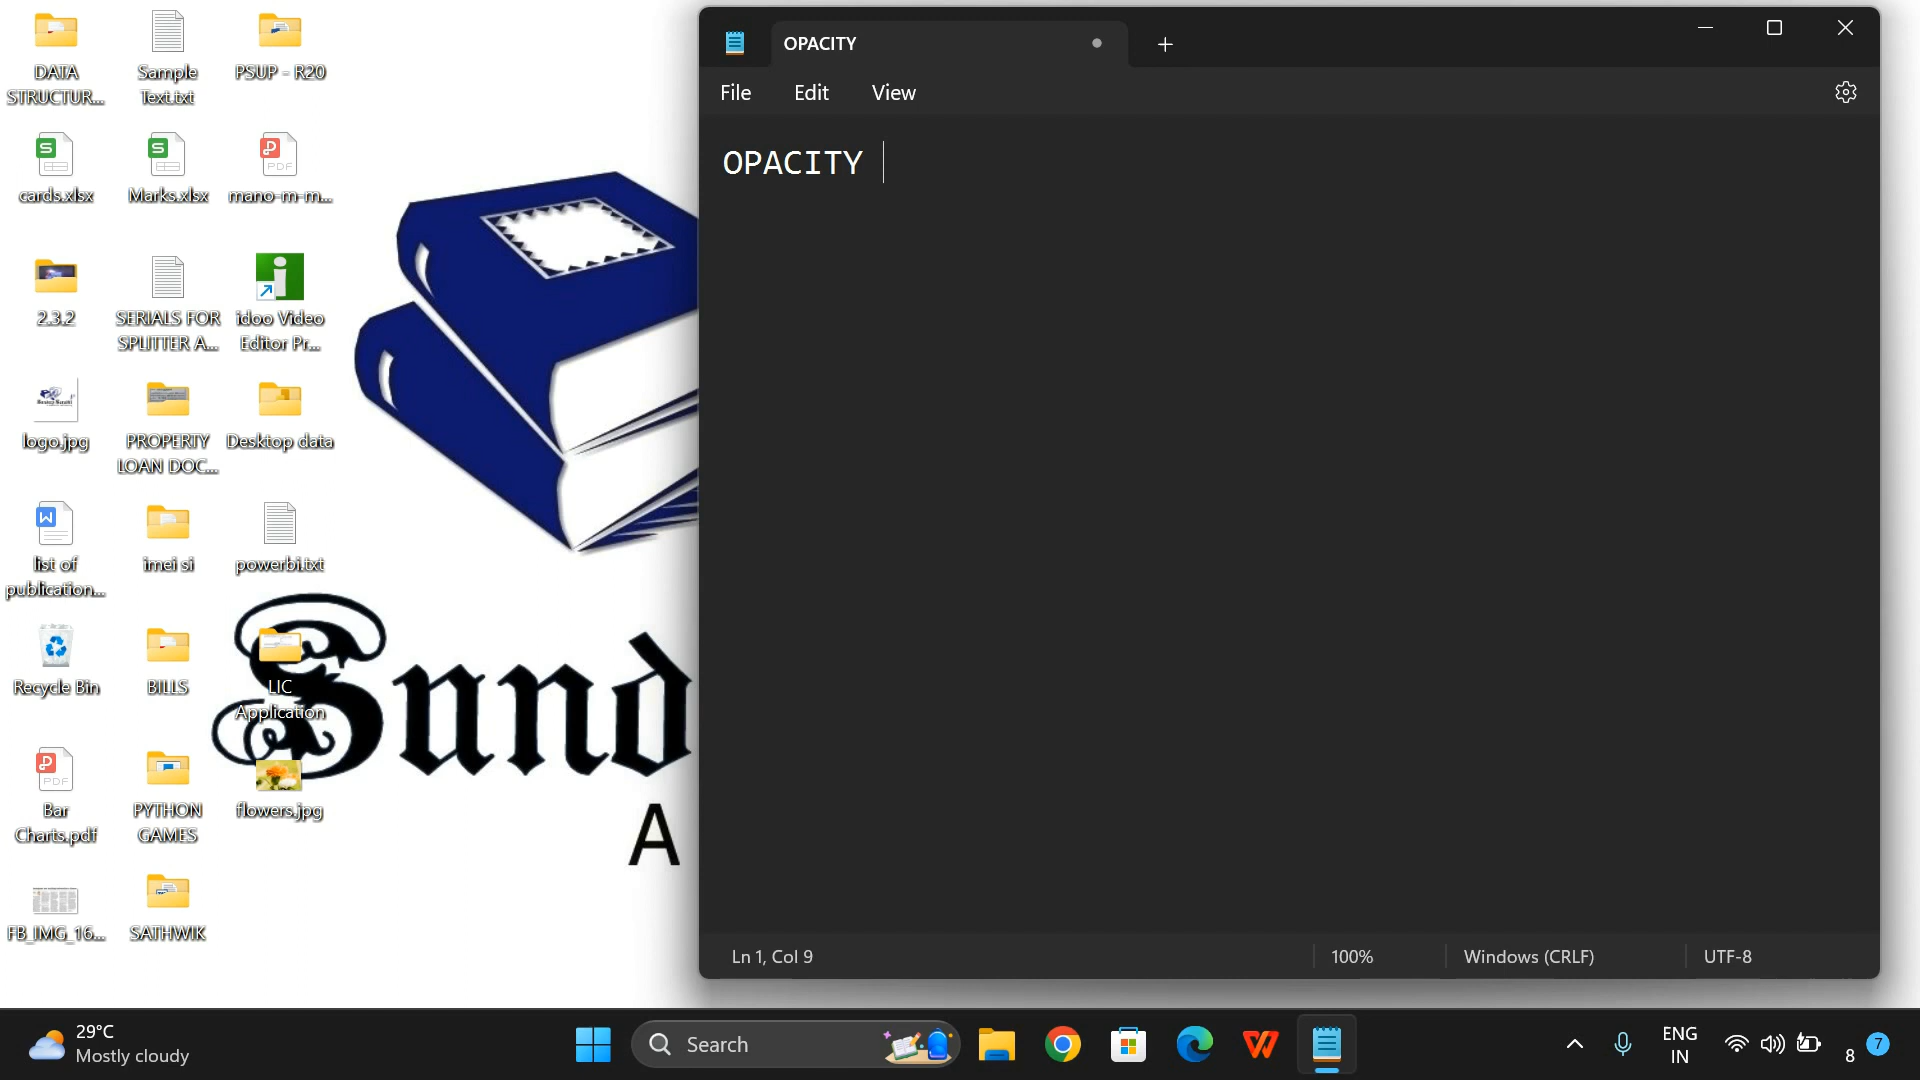 DATA
STRUCTUR...
Sample
Text.txt
PSUP - R20
cards.xlsx
Marks.xlsx
mano-m-m...
2.3.2
SERIALS FOR
SPLITTER A...
idoo Video
Editor Pr...
logo.jpg
PROPERTY
LOAN DOC...
Desktop data
list of
publication...
imei si
powerbi.txt
Recycle Bin
BILLS
LIC
Application
Bar
Charts.pdf
PYTHON
GAMES
flowers.jpg
FB_IMG_16...
SATHWIK
Sund
A
OPACITY
File Edit View
OPACITY
Ln 1, Col 9
100%
Windows (CRLF)
UTF-8
29°C
Mostly cloudy
Search
ENG
IN
8
7